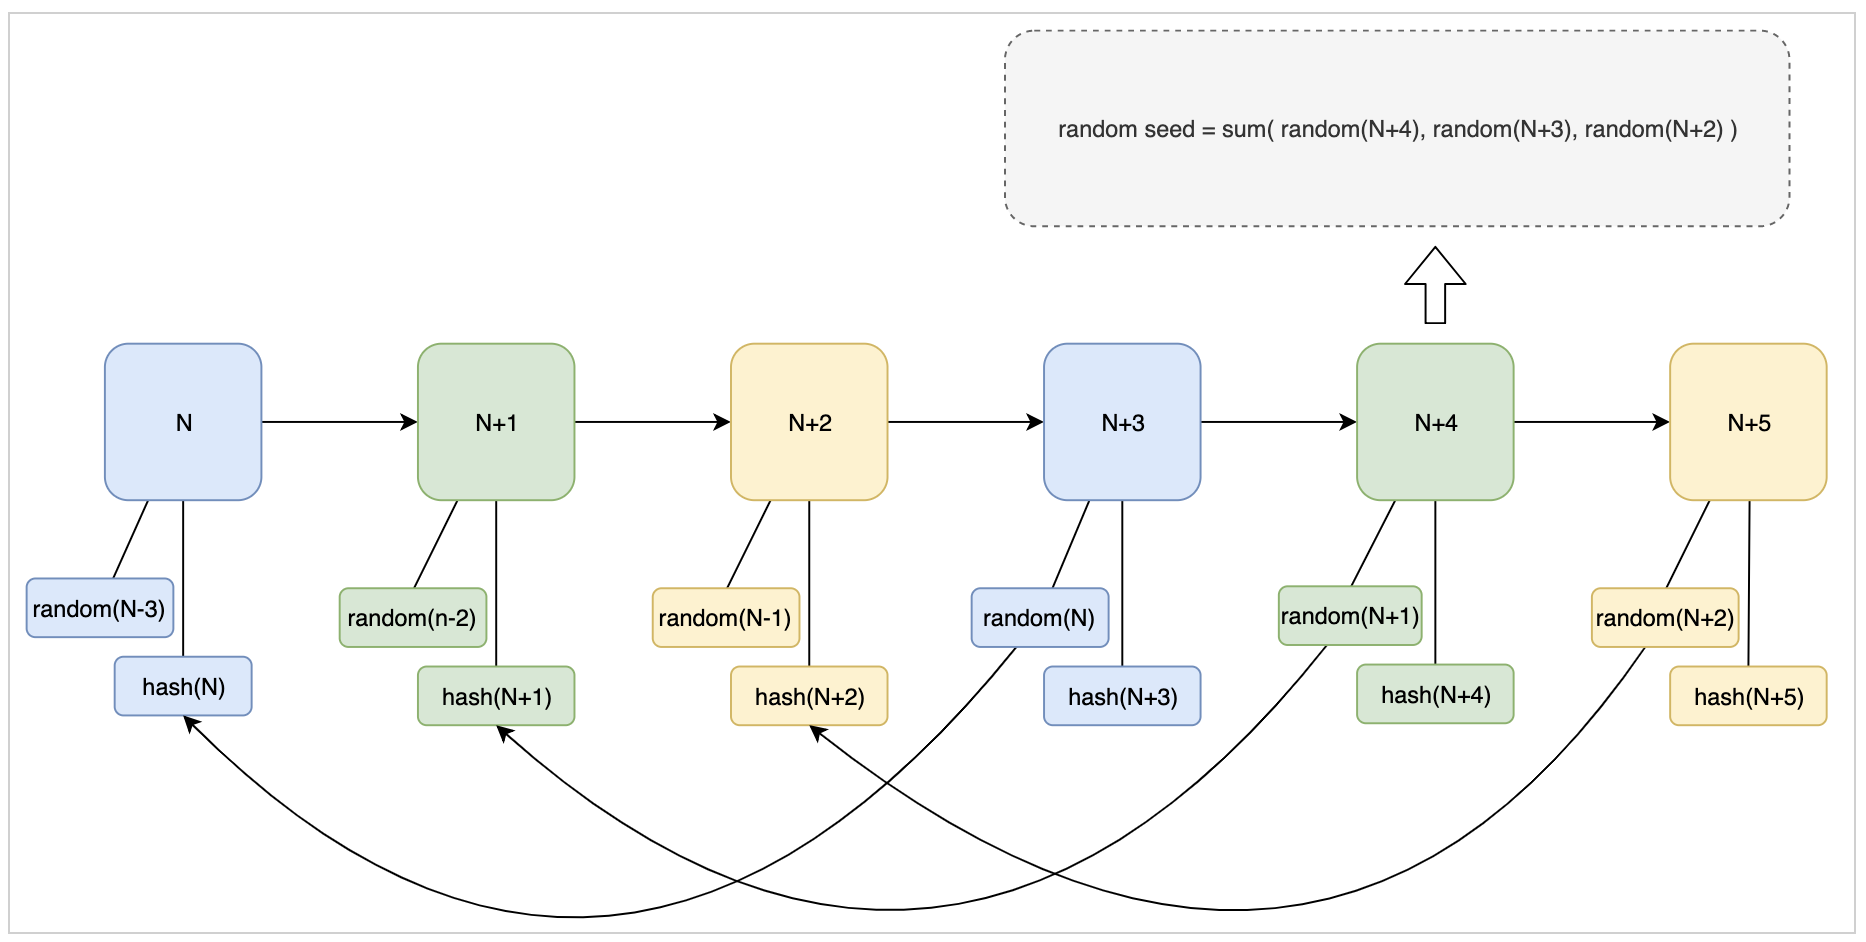 random seed = sum( random(N+4), random(N+3), random(N+2) )
N
N+1
N+2
N+3
N+4
N+5
random(N-3)
random(n-2)
random(N-1)
random(N)
random(N+1)
random(N+2)
hash(N)
hash(N+1)
hash(N+2)
hash(N+3)
hash(N+4)
hash(N+5)